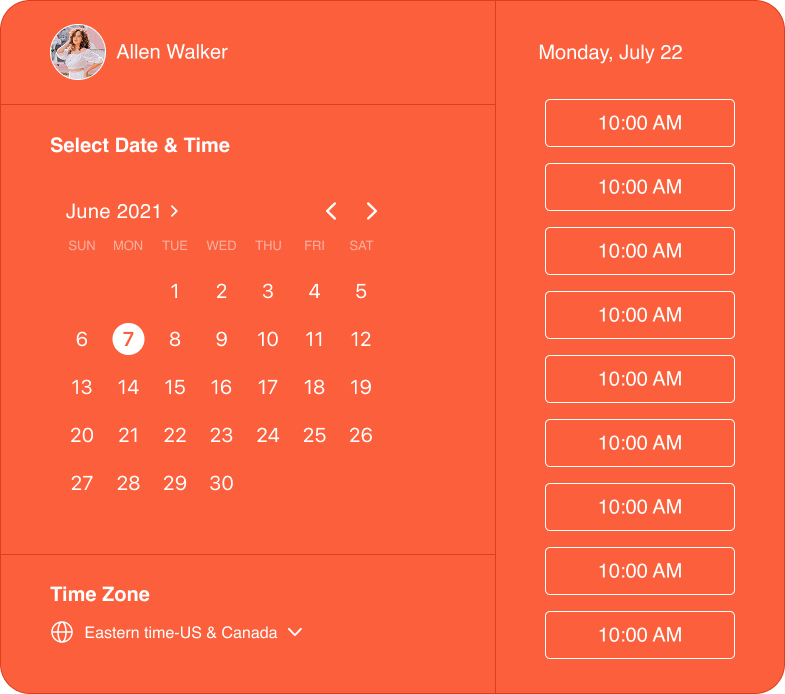 Allen Walker
Select Date & Time
June 2021
SUN MON TUE WED THU FRI SAT
1 2 3 4 5
6 7 8 9 10 11 12
13 14 15 16 17 18 19
20 21 22 23 24 25 26
27 28 29 30
Time Zone
Eastern time-US & Canada
Monday, July 22
10:00 AM
10:00 AM
10:00 AM
10:00 AM
10:00 AM
10:00 AM
10:00 AM
10:00 AM
10:00 AM